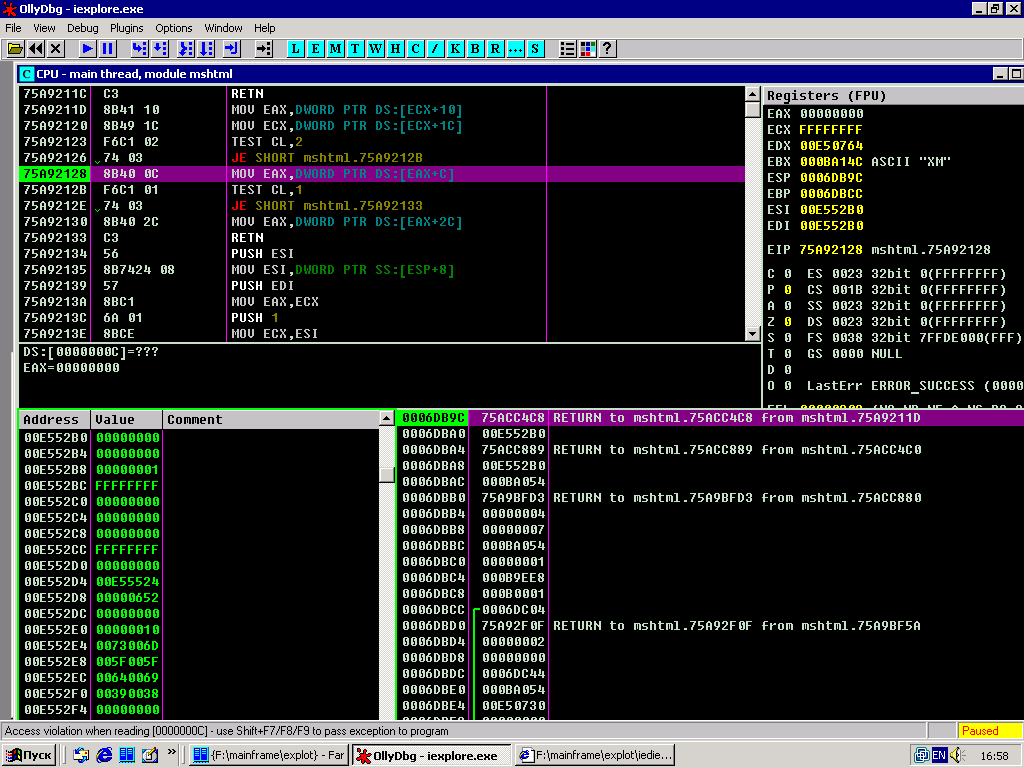 OllyDbg - iexplore.exe
File View Debug Plugins Options Window Help
L E M T W H C / K B R ... S ?
C CPU - main thread, module mshtml
75A9211C C3 RETN
75A9211D 8B41 10 MOV EAX,DWORD PTR DS:[ECX+10]
75A92120 8B49 1C MOV ECX,DWORD PTR DS:[ECX+1C]
75A92123 F6C1 02 TEST CL,2
75A92126 74 03 JE SHORT mshtml.75A9212B
75A92128 8B40 0C MOV EAX,DWORD PTR DS:[EAX+C]
75A9212B F6C1 01 TEST CL,1
75A9212E 74 03 JE SHORT mshtml.75A92133
75A92130 8B40 2C MOV EAX,DWORD PTR DS:[EAX+2C]
75A92133 C3 RETN
75A92134 56 PUSH ESI
75A92135 8B7424 08 MOV ESI,DWORD PTR SS:[ESP+8]
75A92139 57 PUSH EDI
75A9213A 8BC1 MOV EAX,ECX
75A9213C 6A 01 PUSH 1
75A9213E 8BCE MOV ECX,ESI
DS:[0000000C]=???
EAX=00000000
Registers (FPU)
EAX 00000000
ECX FFFFFFFF
EDX 00E50764
EBX 000BA14C ASCII "XM"
ESP 0006DB9C
EBP 0006DBCC
ESI 00E552B0
EDI 00E552B0
EIP 75A92128 mshtml.75A92128
C 0 ES 0023 32bit 0(FFFFFFFF)
P 0 CS 001B 32bit 0(FFFFFFFF)
A 0 SS 0023 32bit 0(FFFFFFFF)
Z 0 DS 0023 32bit 0(FFFFFFFF)
S 0 FS 0038 32bit 7FFDE000(FFF)
T 0 GS 0000 NULL
D 0
O 0 LastErr ERROR_SUCCESS (0000
Address Value Comment
00E552B0 00000000
00E552B4 00000000
00E552B8 00000001
00E552BC FFFFFFFF
00E552C0 00000000
00E552C4 00000000
00E552C8 00000000
00E552CC FFFFFFFF
00E552D0 00000000
00E552D4 00E55524
00E552D8 00000652
00E552DC 00000000
00E552E0 00000010
00E552E4 0073006D
00E552E8 005F005F
00E552EC 00640069
00E552F0 00390038
00E552F4 00000000
0006DB9C 75ACC4C8 RETURN to mshtml.75ACC4C8 from mshtml.75A9211D
0006DBA0 00E552B0
0006DBA4 75ACC889 RETURN to mshtml.75ACC889 from mshtml.75ACC4C0
0006DBA8 00E552B0
0006DBAC 000BA054
0006DBB0 75A9BFD3 RETURN to mshtml.75A9BFD3 from mshtml.75ACC880
0006DBB4 00000004
0006DBB8 00000007
0006DBBC 000BA054
0006DBC0 00000001
0006DBC4 000B9EE8
0006DBC8 000B0001
0006DBCC 0006DC04
0006DBD0 75A92F0F RETURN to mshtml.75A92F0F from mshtml.75A9BF5A
0006DBD4 00000002
0006DBD8 00000000
0006DBDC 0006DC44
0006DBE0 000BA054
0006DBE4 00E50730
Access violation when reading [0000000C] - use Shift+F7/F8/F9 to pass exception to program
Paused
Пуск » {F:\mainframe\explot} - Far OllyDbg - iexplore.exe F:\mainframe\explot\iedie... EN 16:58